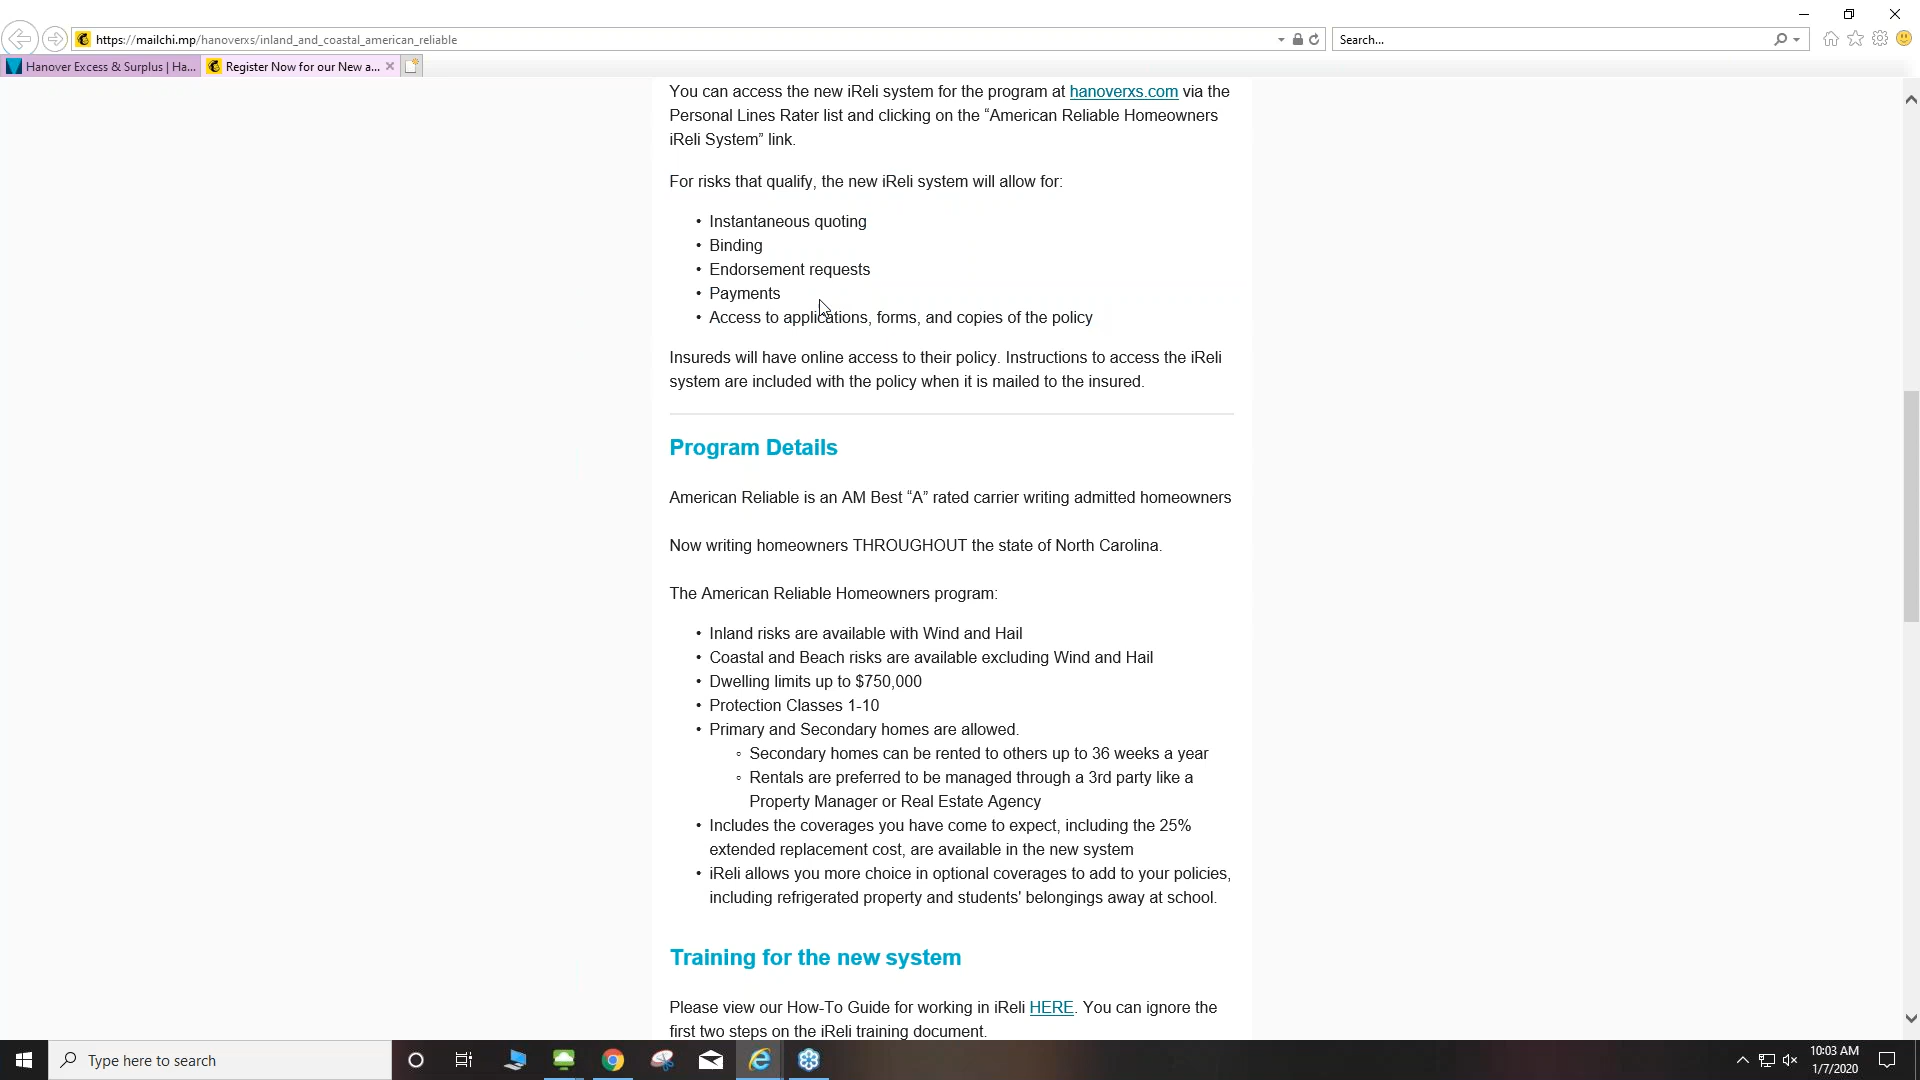 https://mailchi.mp/hanoverxs/inland_and_coastal_american_reliable
Search...
Hanover Excess & Surplus | Ha...
Register Now for our New a...
You can access the new iReli system for the program at hanoverxs.com via the
Personal Lines Rater list and clicking on the “American Reliable Homeowners
iReli System” link.
For risks that qualify, the new iReli system will allow for:
• Instantaneous quoting
• Binding
• Endorsement requests
• Payments
• Access to applications, forms, and copies of the policy
Insureds will have online access to their policy. Instructions to access the iReli
system are included with the policy when it is mailed to the insured.
Program Details
American Reliable is an AM Best “A” rated carrier writing admitted homeowners
Now writing homeowners THROUGHOUT the state of North Carolina.
The American Reliable Homeowners program:
• Inland risks are available with Wind and Hail
• Coastal and Beach risks are available excluding Wind and Hail
• Dwelling limits up to $750,000
• Protection Classes 1-10
• Primary and Secondary homes are allowed.
◦ Secondary homes can be rented to others up to 36 weeks a year
◦ Rentals are preferred to be managed through a 3rd party like a
Property Manager or Real Estate Agency
• Includes the coverages you have come to expect, including the 25%
extended replacement cost, are available in the new system
• iReli allows you more choice in optional coverages to add to your policies,
including refrigerated property and students' belongings away at school.
Training for the new system
Please view our How-To Guide for working in iReli HERE. You can ignore the
first two steps on the iReli training document.
Type here to search
10:03 AM
1/7/2020